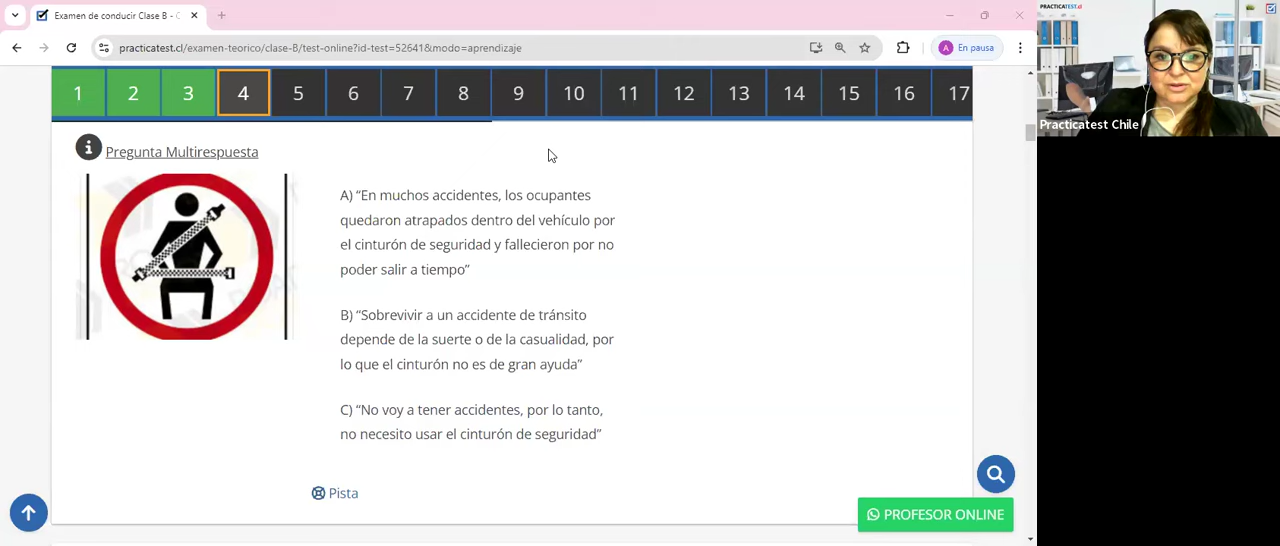 Examen de conducir Clase B - C
practicatest.cl/examen-teorico/clase-B/test-online?id-test=52641&modo=aprendizaje
A
En pausa
PRACTICATEST.cl
Practicatest Chile
1 2 3 4 5 6 7 8 9 10 11 12 13 14 15 16 17
Pregunta Multirespuesta
A) “En muchos accidentes, los ocupantes
quedaron atrapados dentro del vehículo por
el cinturón de seguridad y fallecieron por no
poder salir a tiempo”
B) “Sobrevivir a un accidente de tránsito
depende de la suerte o de la casualidad, por
lo que el cinturón no es de gran ayuda”
C) “No voy a tener accidentes, por lo tanto,
no necesito usar el cinturón de seguridad”
Pista
PROFESOR ONLINE